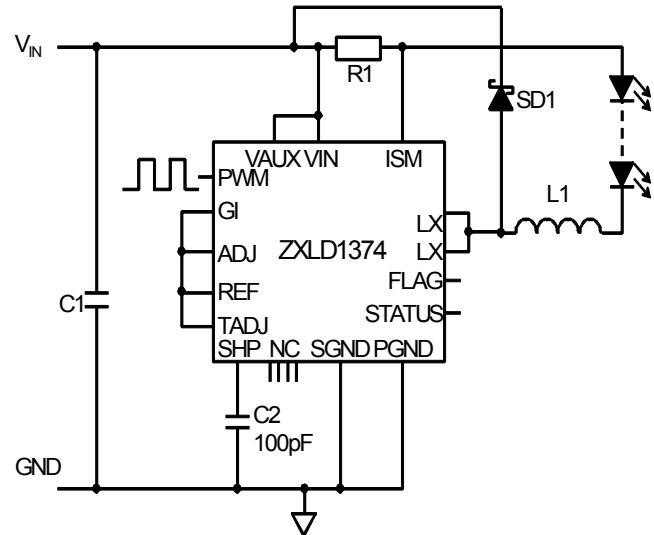 VIN
R1
SD1
VAUX VIN ISM
PWM
GI
L1
LX
ADJ ZXLD1374
LX
REF FLAG
C1
TADJ STATUS
SHP NC SGND PGND
C2
100pF
GND